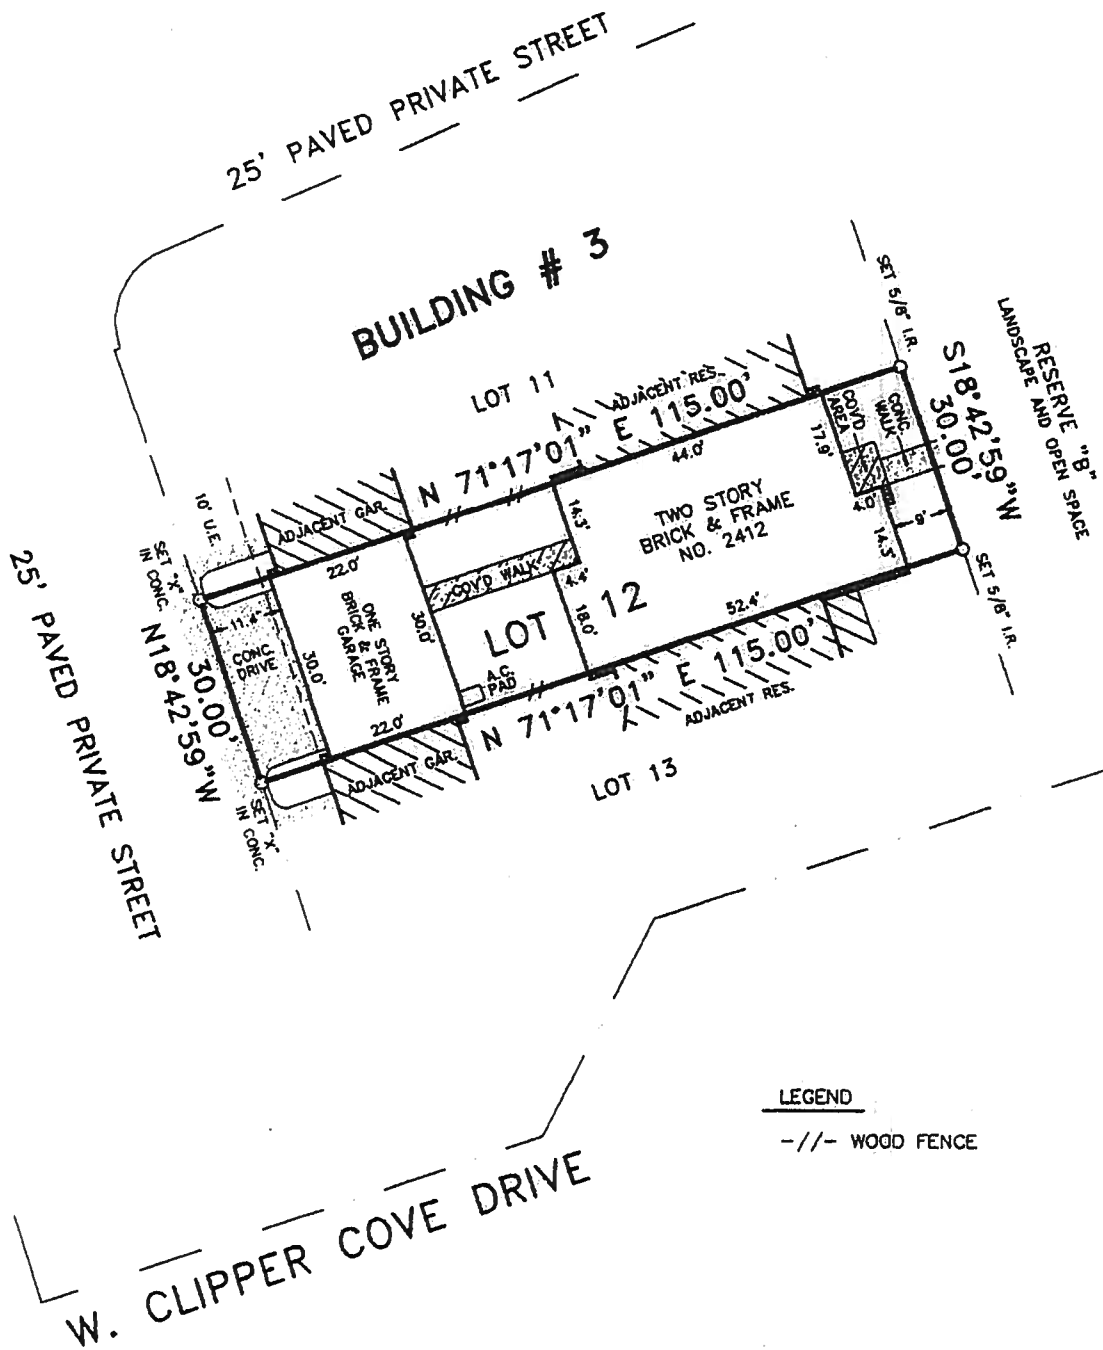 25' PAVED PRIVATE STREET
BUILDING # 3
LOT 11
SET 5/8" I.R.
RESERVE "B"
LANDSCAPE AND OPEN SPACE
S18°42'59"W
30.00'
ADJACENT RES.
N 71°17'01" E 115.00'
44.0'
COV'D
AREA
CONC.
WALK
17.9'
4.0'
9'
14.3'
TWO STORY
BRICK & FRAME
NO. 2412
10' U.E.
ADJACENT GAR.
22.0'
14.3'
COV'D WALK
4.4'
18.0'
LOT 12
52.4'
SET "X"
IN CONC.
N18°42'59"W
30.00'
11.4'
CONC.
DRIVE
30.0'
ONE STORY
BRICK & FRAME
GARAGE
30.0'
22.0'
A.C.
PAD
N 71°17'01" E 115.00'
ADJACENT RES.
SET 5/8" I.R.
ADJACENT GAR.
LOT 13
SET "X"
IN CONC.
25' PAVED PRIVATE STREET
LEGEND
-//- WOOD FENCE
W. CLIPPER COVE DRIVE